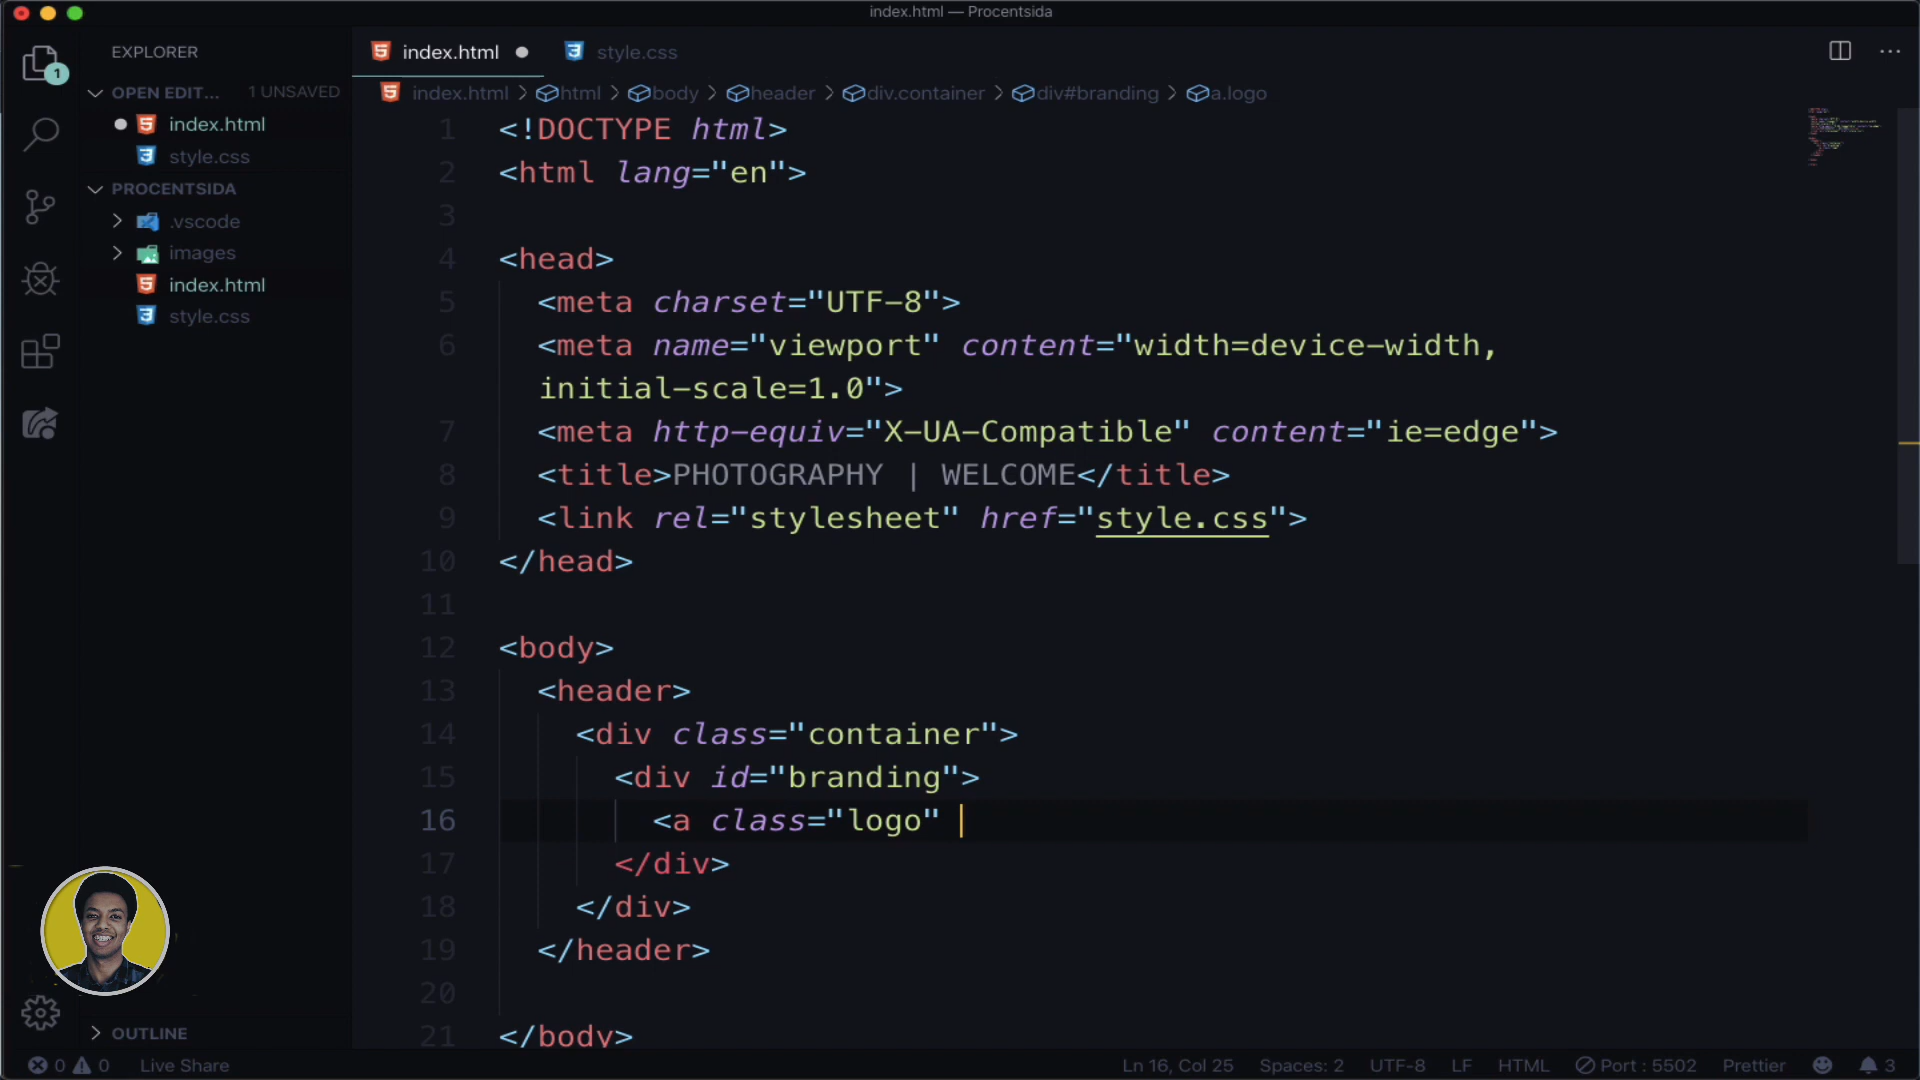 index.html — Procentsida
EXPLORER
OPEN EDIT... 1 UNSAVED
index.html
style.css
PROCENTSIDA
.vscode
images
index.html
style.css
OUTLINE
1
index.html
style.css
index.html > html > body > header > div.container > div#branding > a.logo
1 <!DOCTYPE html>
2 <html lang="en">
3
4 <head>
5 <meta charset="UTF-8">
6 <meta name="viewport" content="width=device-width,
initial-scale=1.0">
7 <meta http-equiv="X-UA-Compatible" content="ie=edge">
8 <title>PHOTOGRAPHY | WELCOME</title>
9 <link rel="stylesheet" href="style.css">
10 </head>
11
12 <body>
13 <header>
14 <div class="container">
15 <div id="branding">
16 <a class="logo"
17 </div>
18 </div>
19 </header>
20
21 </body>
0 0 Live Share Ln 16, Col 25 Spaces: 2 UTF-8 LF HTML Port : 5502 Prettier 3